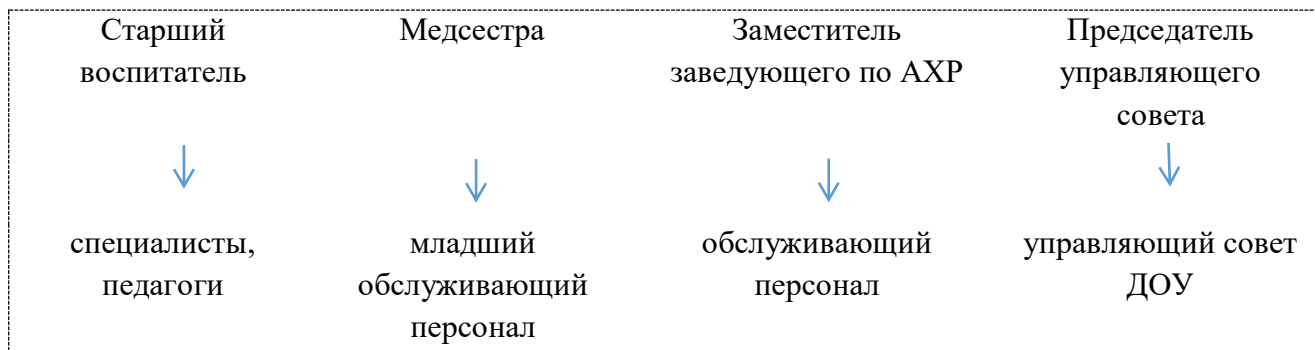 Старший
воспитатель
Медсестра
Заместитель
заведующего по АХР
Председатель
управляющего
совета
специалисты,
педагоги
младший
обслуживающий
персонал
обслуживающий
персонал
управляющий совет
ДОУ